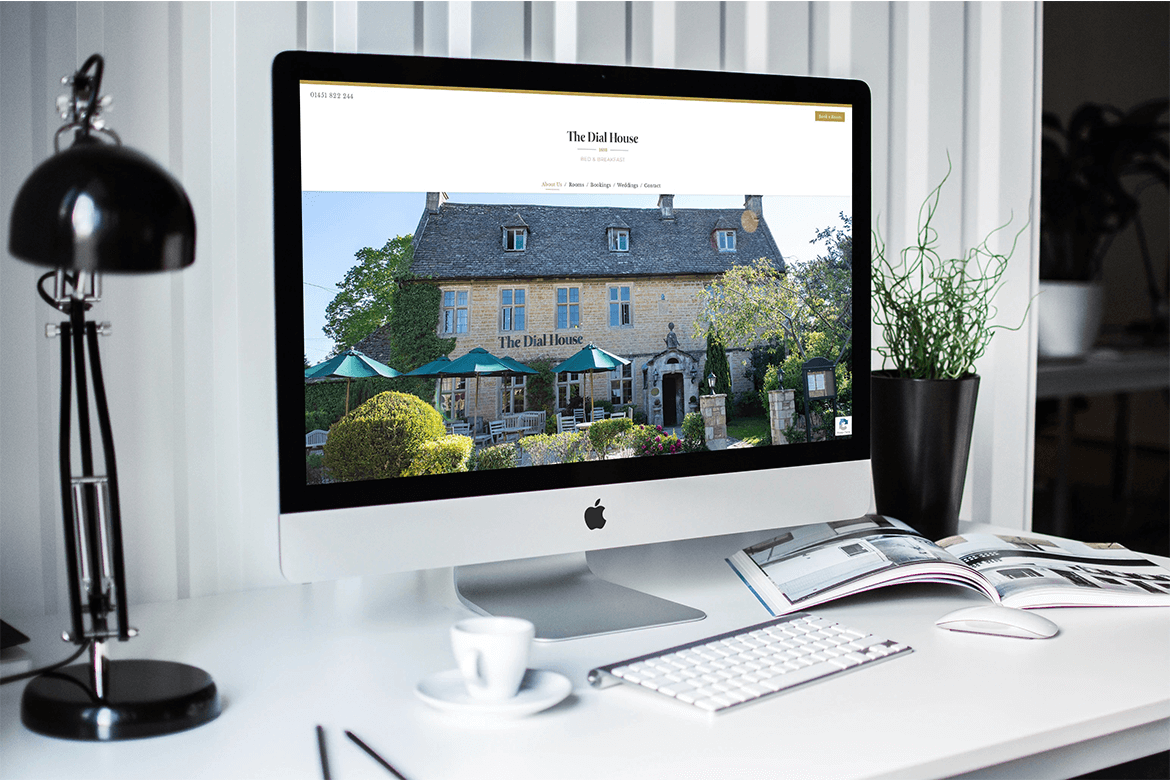 01451 822 244
Book a Room
The Dial House
BED & BREAKFAST
About Us / Rooms / Bookings / Weddings / Contact
The Dial House